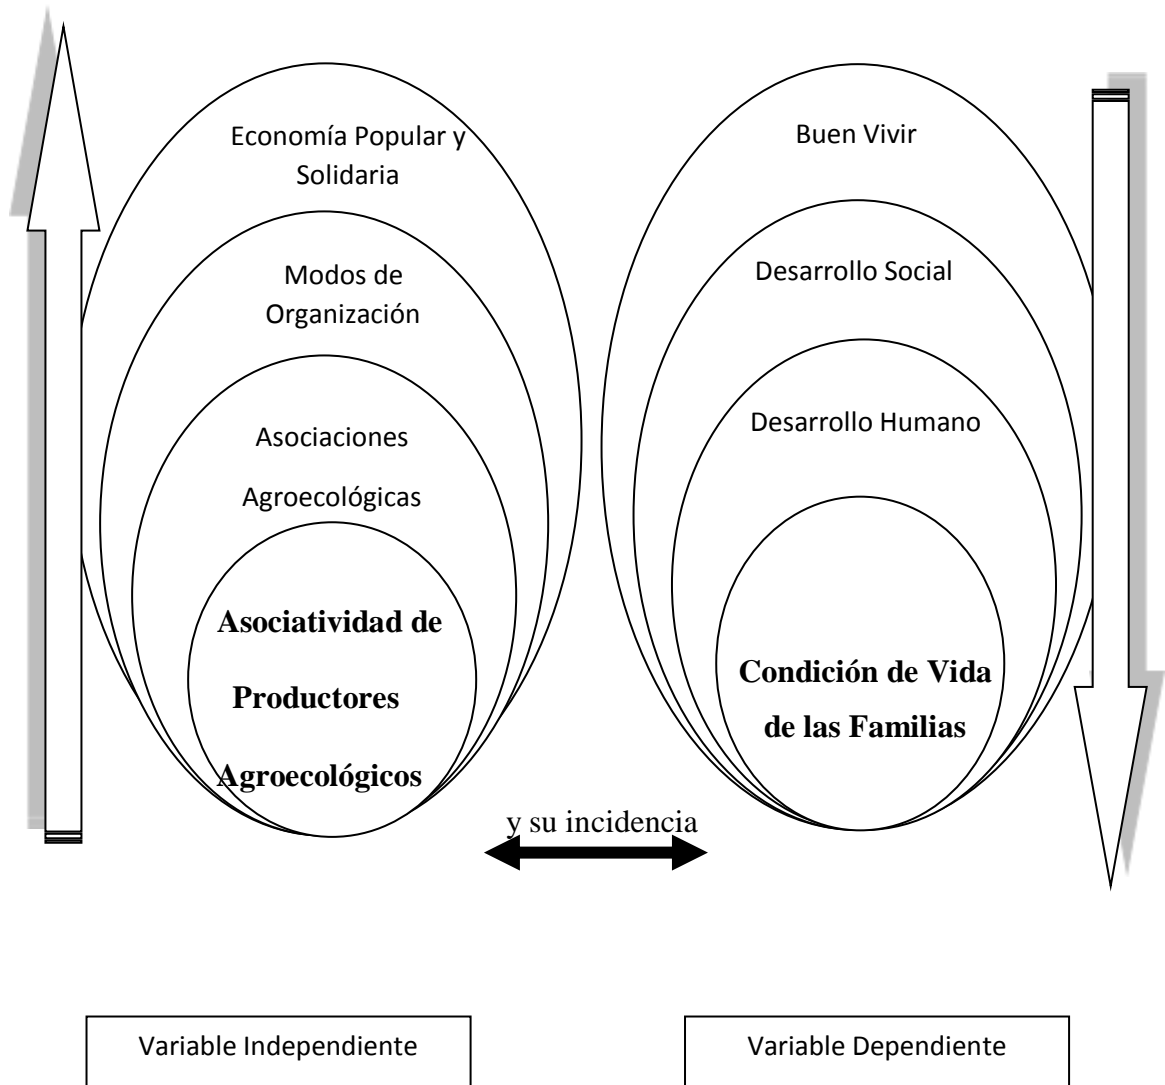 Economía Popular y
Solidaria
Modos de
Organización
Asociaciones
Agroecológicas
Asociatividad de
Productores
Agroecológicos
Buen Vivir
Desarrollo Social
Desarrollo Humano
Condición de Vida
de las Familias
y su incidencia
Variable Independiente
Variable Dependiente